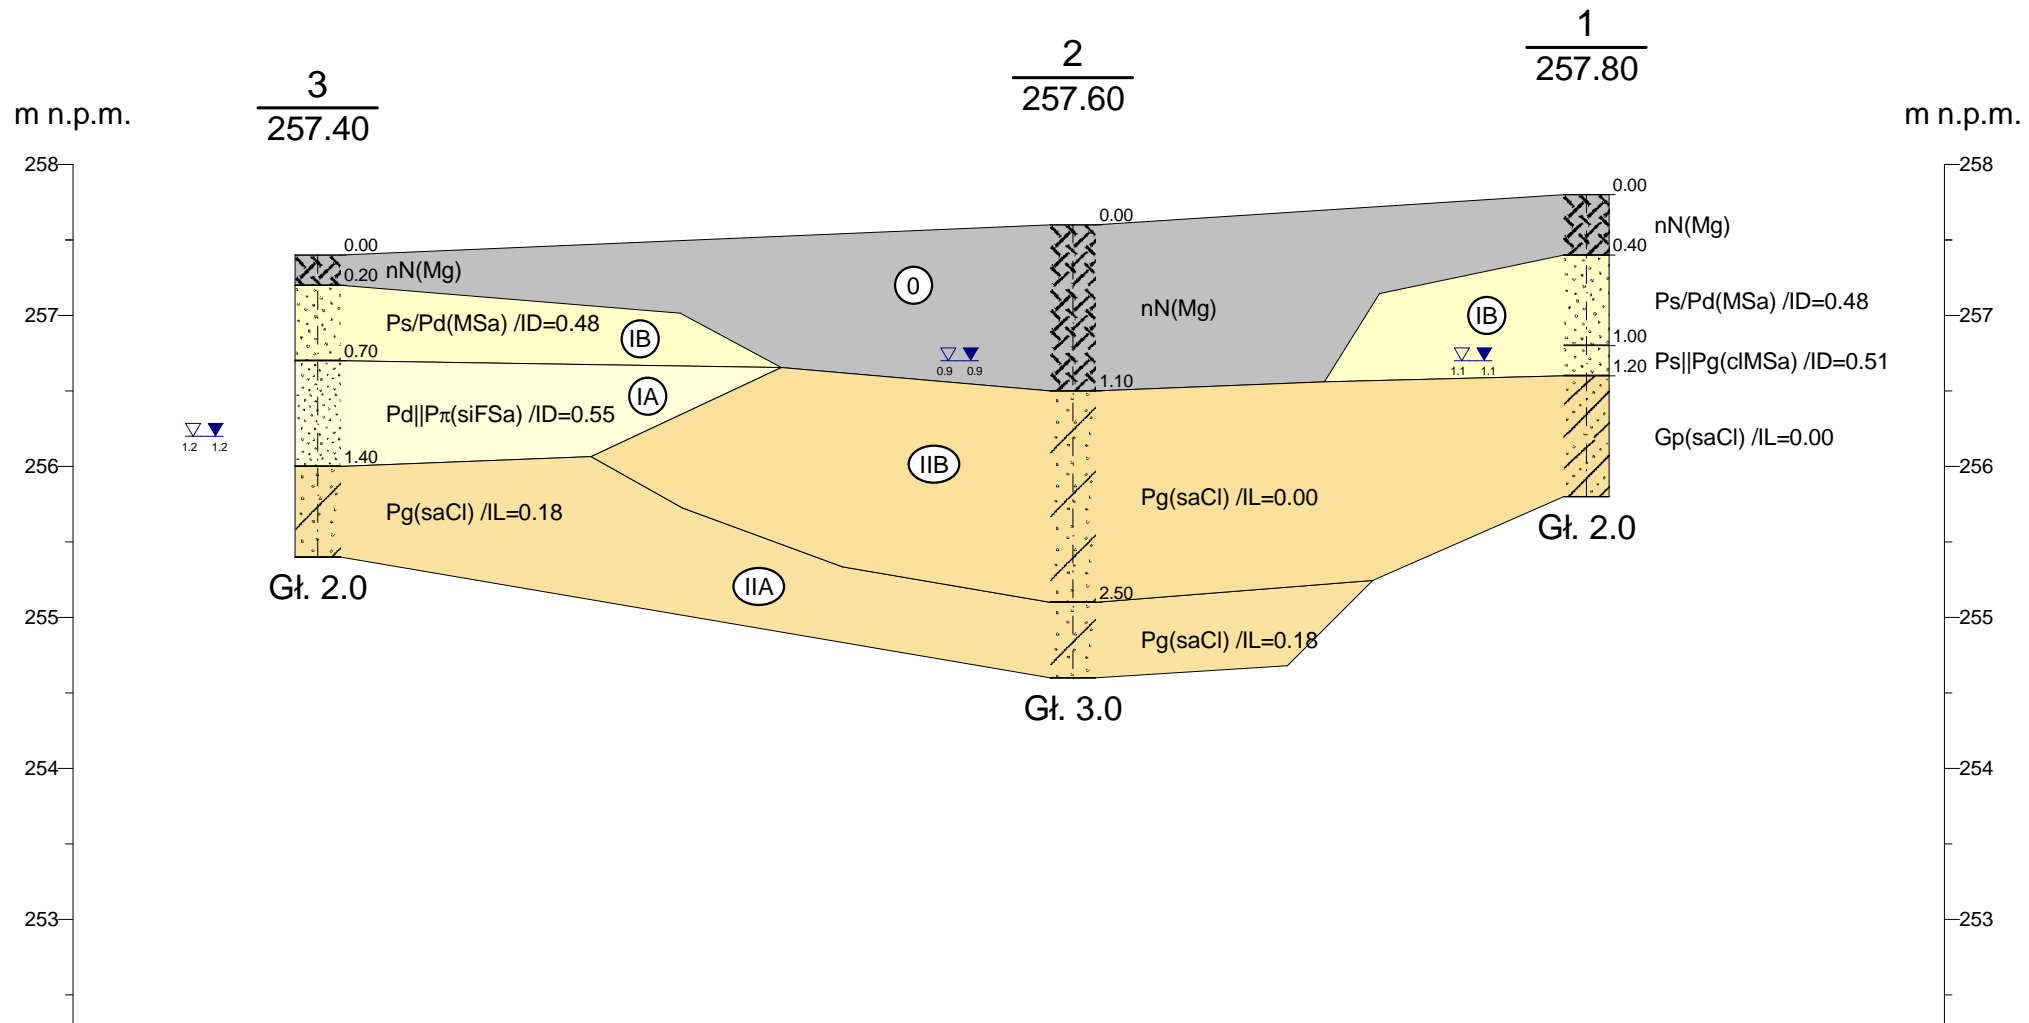 1
257.80
2
257.60
3
257.40
m n.p.m.
m n.p.m.
258
257
256
255
254
253
258
257
256
255
254
253
0.00
0.20
0.70
1.40
nN(Mg)
Ps/Pd(MSa) /ID=0.48
IB
IA
Pd||Pπ(siFSa) /ID=0.55
1.2 1.2
Pg(saCl) /IL=0.18
Gł. 2.0
IIA
0
0.9 0.9
IIB
0.00
1.10
2.50
nN(Mg)
Pg(saCl) /IL=0.00
Pg(saCl) /IL=0.18
Gł. 3.0
IB
1.1 1.1
0.00
0.40
1.00
1.20
nN(Mg)
Ps/Pd(MSa) /ID=0.48
Ps||Pg(clMSa) /ID=0.51
Gp(saCl) /IL=0.00
Gł. 2.0